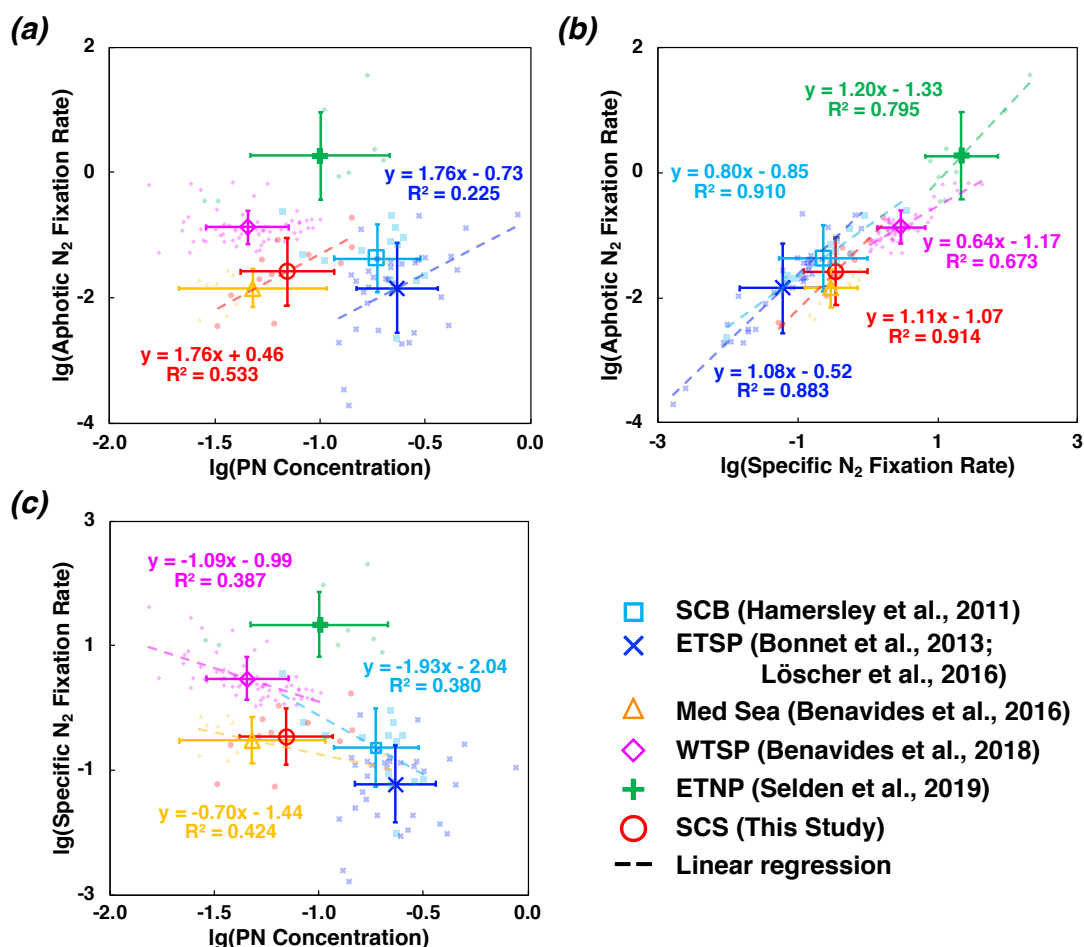 (a)
(b)
2
0
-2
-4
lg(Aphotic N₂ Fixation Rate)
y = 1.76x - 0.73
R² = 0.225
y = 1.76x + 0.46
R² = 0.533
-2.0
-1.5
-1.0
-0.5
0.0
lg(PN Concentration)
2
0
-2
-4
lg(Aphotic N₂ Fixation Rate)
y = 1.20x - 1.33
R² = 0.795
y = 0.80x - 0.85
R² = 0.910
y = 0.64x - 1.17
R² = 0.673
y = 1.11x - 1.07
R² = 0.914
y = 1.08x - 0.52
R² = 0.883
-3
-1
1
3
lg(Specific N₂ Fixation Rate)
(c)
3
1
-1
-3
lg(Specific N₂ Fixation Rate)
y = -1.09x - 0.99
R² = 0.387
y = -1.93x - 2.04
R² = 0.380
y = -0.70x - 1.44
R² = 0.424
-2.0
-1.5
-1.0
-0.5
0.0
lg(PN Concentration)
SCB (Hamersley et al., 2011)
ETSP (Bonnet et al., 2013;
Löscher et al., 2016)
Med Sea (Benavides et al., 2016)
WTSP (Benavides et al., 2018)
ETNP (Selden et al., 2019)
SCS (This Study)
Linear regression